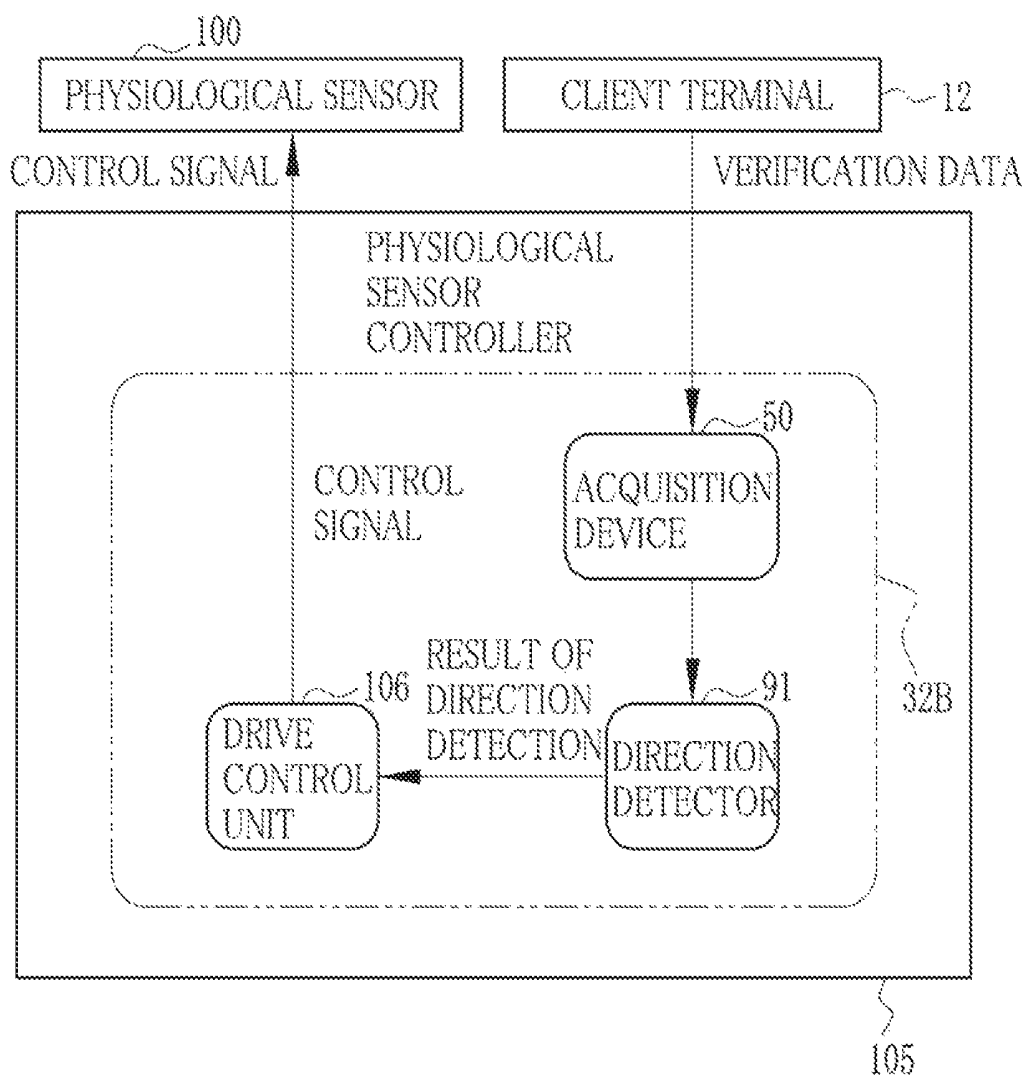 100
PHYSIOLOGICAL SENSOR
CLIENT TERMINAL
12
CONTROL SIGNAL
VERIFICATION DATA
PHYSIOLOGICAL
SENSOR
CONTROLLER
50
ACQUISITION
DEVICE
CONTROL
SIGNAL
32B
RESULT OF
DIRECTION
DETECTION
106
DRIVE
CONTROL
UNIT
91
DIRECTION
DETECTOR
105